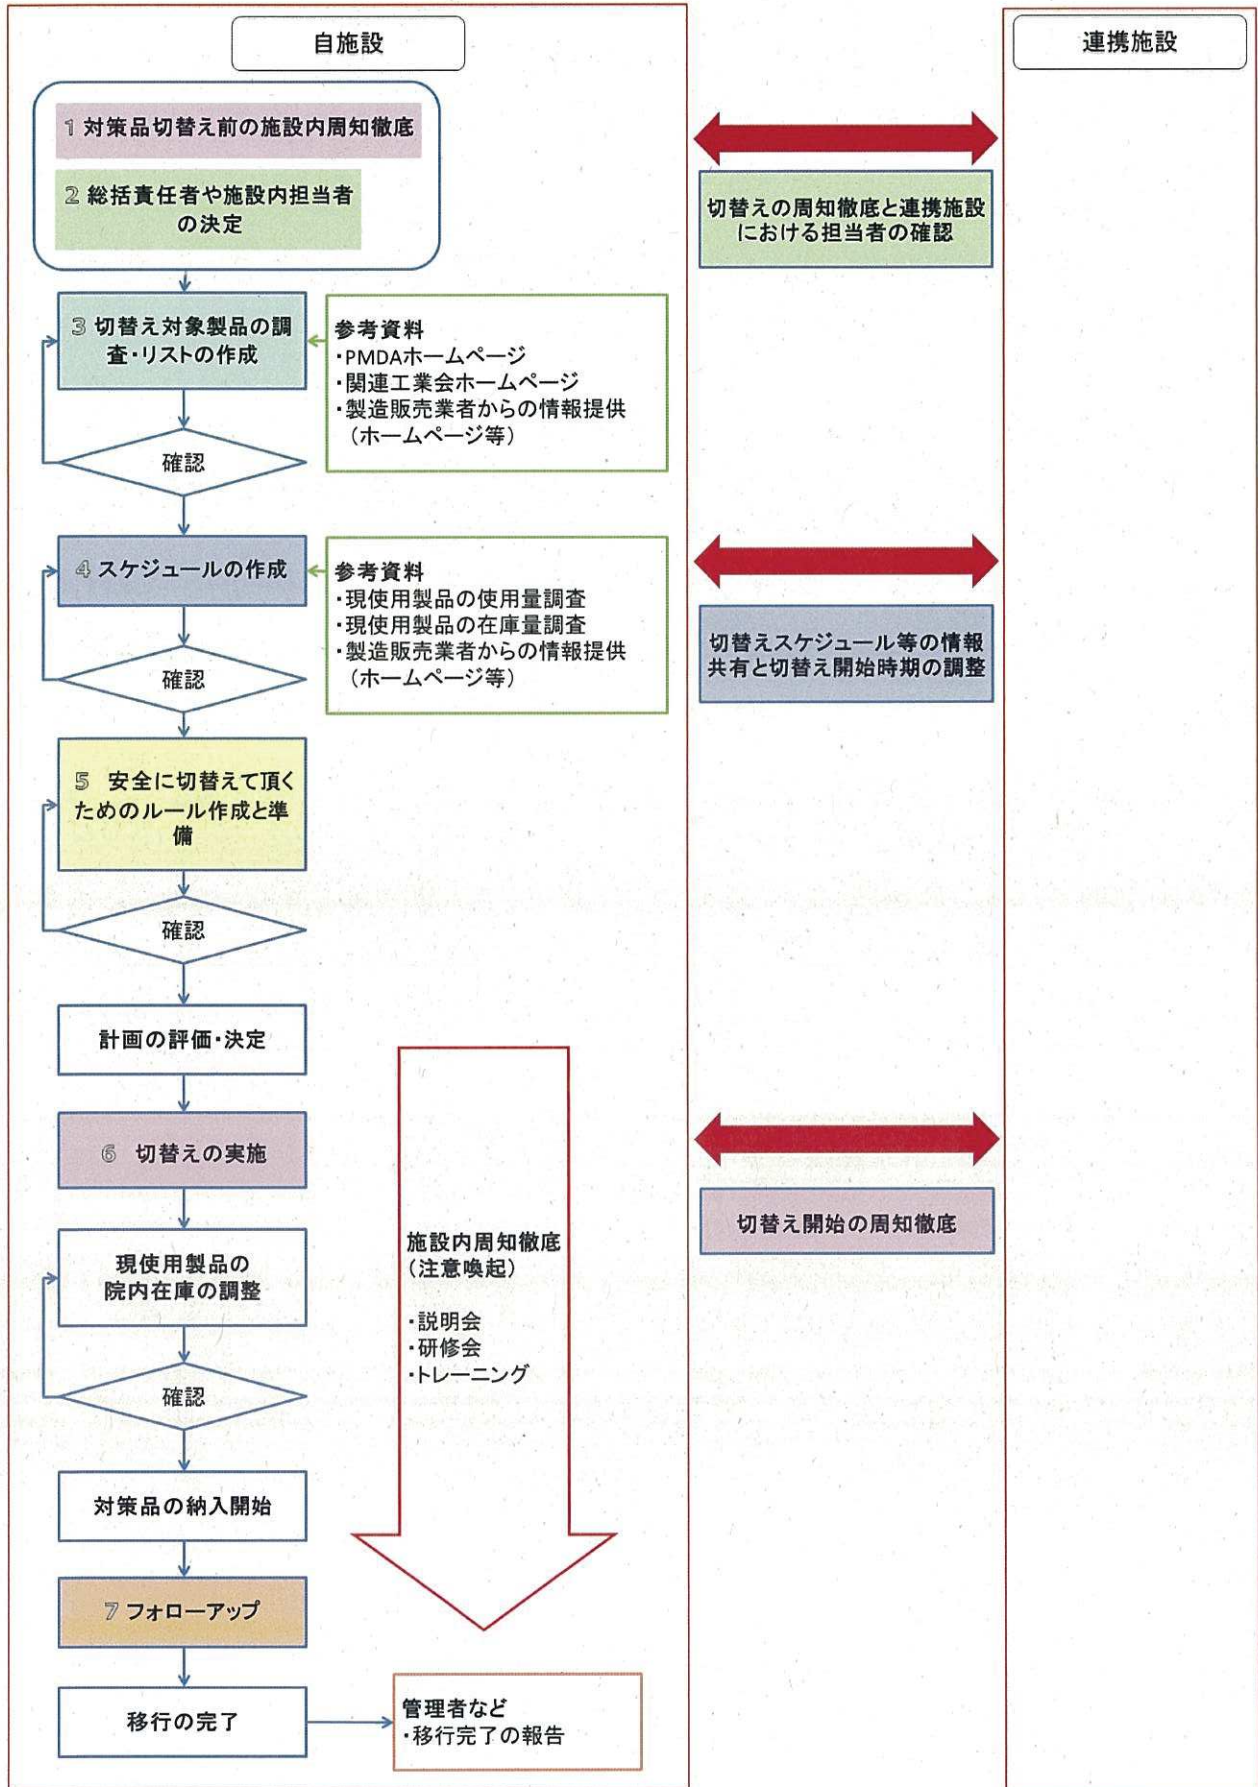 自施設
連携施設
1 対策品切替え前の施設内周知徹底
2 総括責任者や施設内担当者
の決定
切替えの周知徹底と連携施設
における担当者の確認
3 切替え対象製品の調
査・リストの作成
参考資料
・PMDAホームページ
・関連工業会ホームページ
・製造販売業者からの情報提供
(ホームページ等)
確認
4 スケジュールの作成
参考資料
・現使用製品の使用量調査
・現使用製品の在庫量調査
・製造販売業者からの情報提供
(ホームページ等)
切替えスケジュール等の情報
共有と切替え開始時期の調整
確認
5 安全に切替えて頂く
ためのルール作成と準
備
確認
計画の評価・決定
6 切替えの実施
切替え開始の周知徹底
現使用製品の
院内在庫の調整
施設内周知徹底
(注意喚起)
・説明会
・研修会
・トレーニング
確認
対策品の納入開始
7 フォローアップ
移行の完了
管理者など
・移行完了の報告